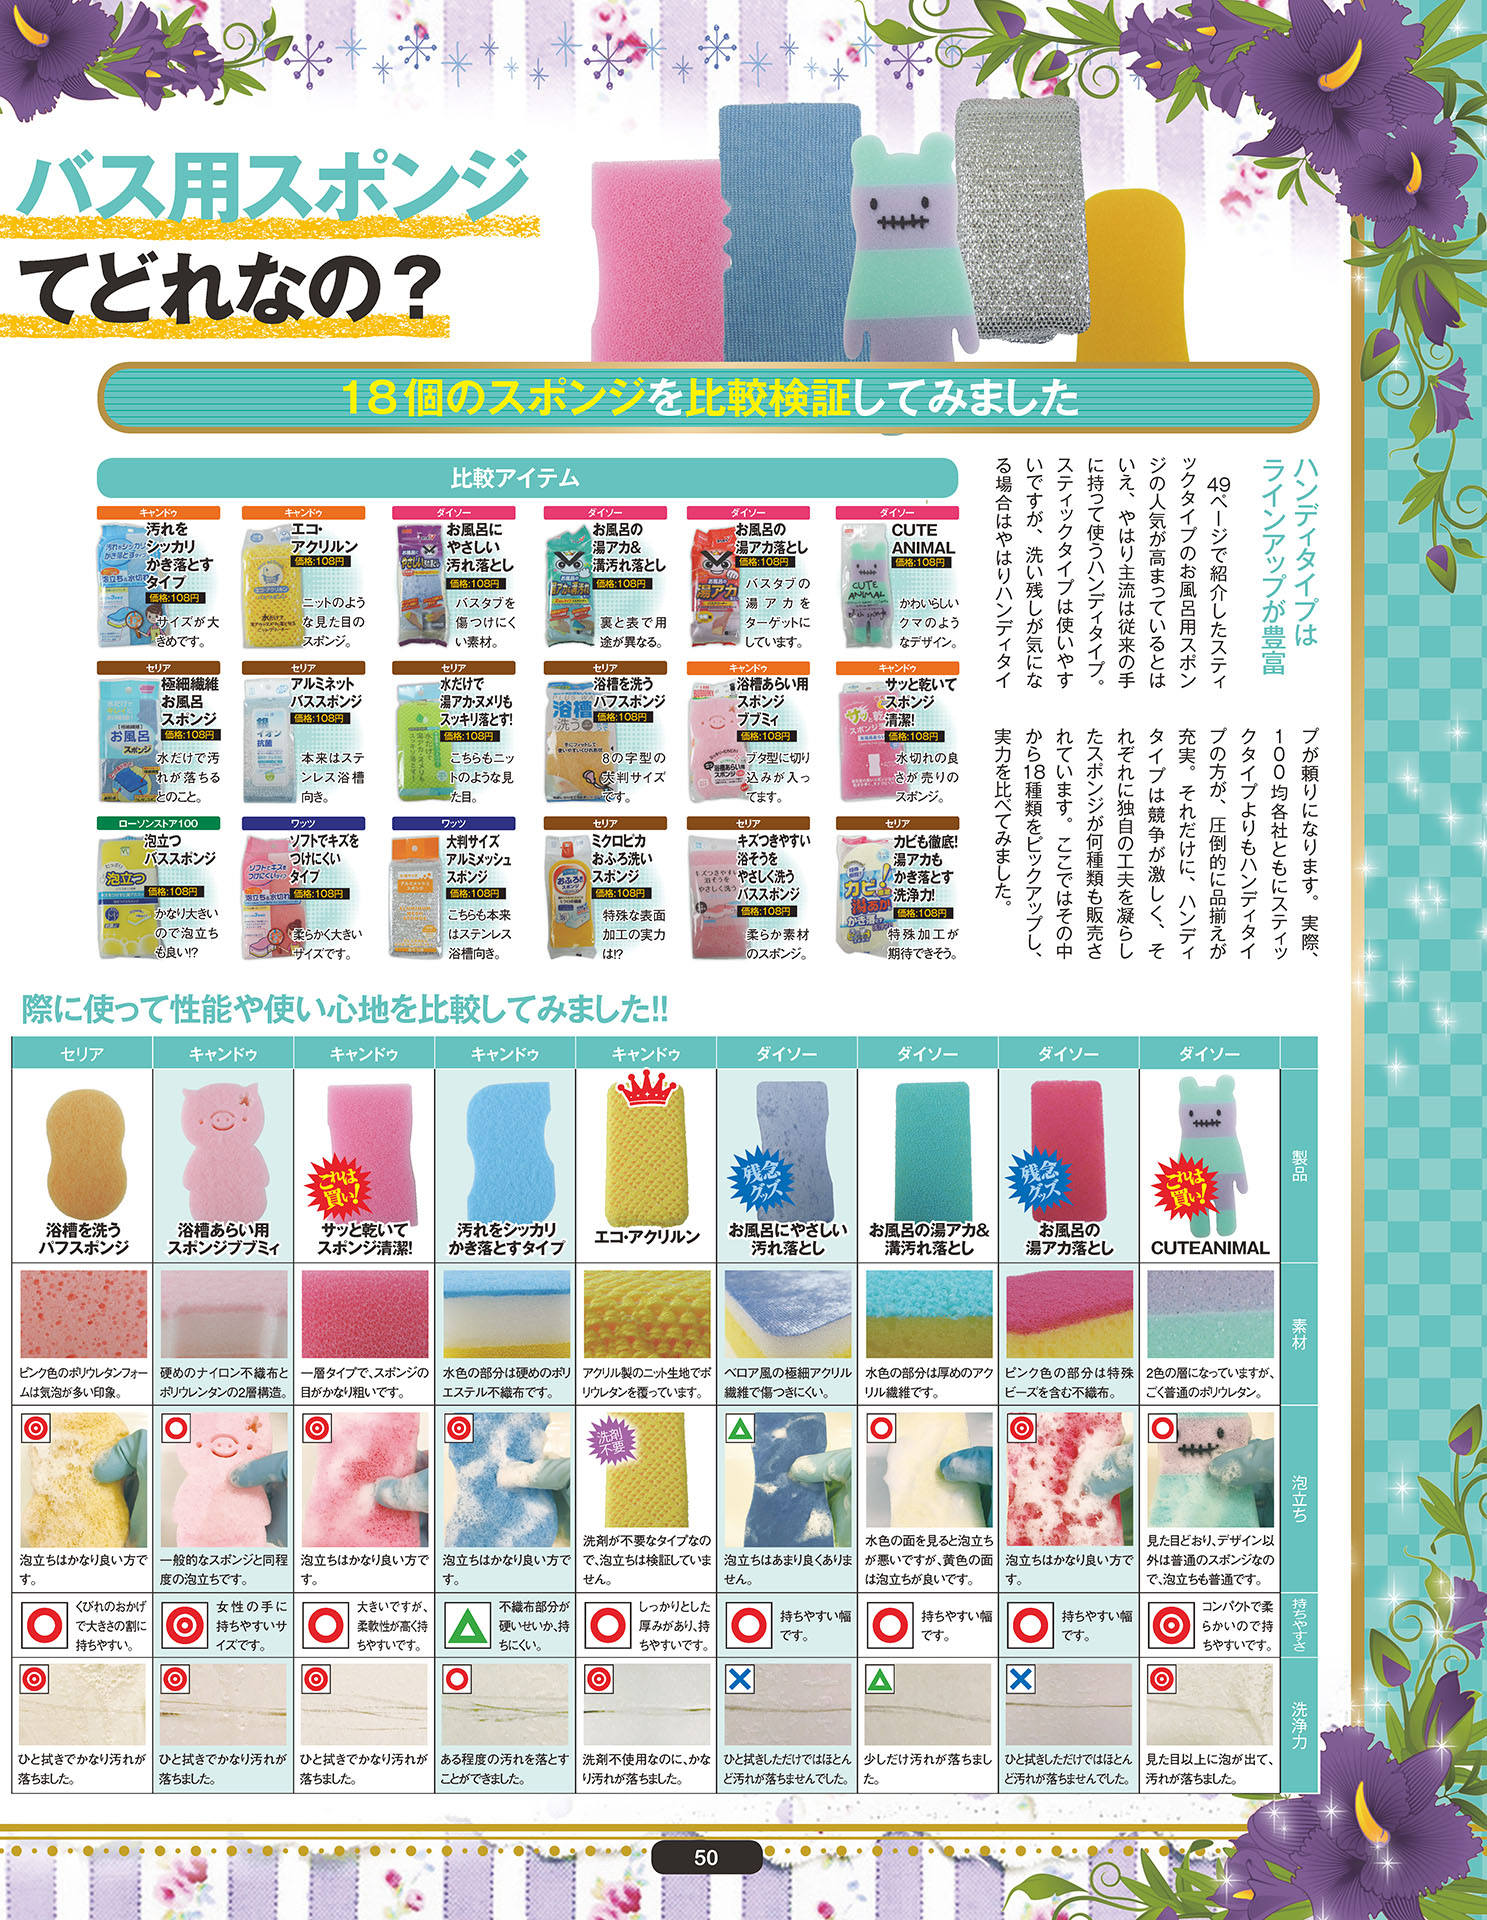 バス用スポンジ
てどれなの？
18個のスポンジを比較検証してみました
ハンディタイプは
ラインアップが豊富
49ページで紹介したスティ
ックタイプのお風呂用スポン
ジの人気が高まっているとは
いえ、やはり主流は従来の手
に持って使うハンディタイプ。
スティックタイプは使いやす
いですが、洗い残しが気にな
る場合はやはりハンディタイ
プが頼りになります。実際、
100均各社ともにスティッ
クタイプよりもハンディタイ
プの方が、圧倒的に品揃えが
充実。それだけに、ハンディ
タイプは競争が激しく、そ
れぞれに独自の工夫を凝らし
たスポンジが何種類も販売さ
れています。ここではその中
から18種類をピックアップし、
実力を比べてみました。
比較アイテム
キャンドゥ
汚れを
シッカリ
かき落とす
タイプ
価格:108円
サイズが大
きめです。
キャンドゥ
エコ・
アクリルン
価格:108円
ニットのよう
な見た目の
スポンジ。
ダイソー
お風呂に
やさしい
汚れ落とし
価格:108円
バスタブを
傷つけにく
い素材。
ダイソー
お風呂の
湯アカ&
溝汚れ落とし
価格:108円
裏と表で用
途が異なる。
ダイソー
お風呂の
湯アカ落とし
価格:108円
バスタブの
湯アカを
ターゲットに
しています。
ダイソー
CUTE
ANIMAL
価格:108円
かわいらしい
クマのよう
なデザイン。
セリア
極細繊維
お風呂
スポンジ
価格:108円
水だけで汚
れが落ちる
とのこと。
セリア
アルミネット
バススポンジ
価格:108円
本来はステ
ンレス浴槽
向き。
セリア
水だけで
湯アカ・ヌメリも
スッキリ落とす!
価格:108円
こちらもニッ
トのような見
た目。
セリア
浴槽を洗う
パフスポンジ
価格:108円
8の字型の
大判サイズ
です。
キャンドゥ
浴槽あらい用
スポンジ
ブブミィ
価格:108円
ブタ型に切り
込みが入っ
てます。
キャンドゥ
サッと乾いて
スポンジ
清潔!
価格:108円
水切れの良
さが売りの
スポンジ。
ローソンストア100
泡立つ
バススポンジ
価格:108円
かなり大きい
ので泡立ち
も良い!?
ワッツ
ソフトでキズを
つけにくい
タイプ
価格:108円
柔らかく大きい
サイズです。
ワッツ
大判サイズ
アルミメッシュ
スポンジ
価格:108円
こちらも本来
はステンレス
浴槽向き。
セリア
ミクロピカ
おふろ洗い
スポンジ
価格:108円
特殊な表面
加工の実力
は!?
セリア
キズつきやすい
浴そうを
やさしく洗う
バススポンジ
価格:108円
柔らか素材
のスポンジ。
セリア
カビも徹底!
湯アカも
かき落とす
洗浄力!
価格:108円
特殊加工が
期待できそう。
際に使って性能や使い心地を比較してみました!!
セリア
キャンドゥ
キャンドゥ
キャンドゥ
キャンドゥ
ダイソー
ダイソー
ダイソー
ダイソー
製品
浴槽を洗う
パフスポンジ
浴槽あらい用
スポンジブブミィ
これは
買い!
サッと乾いて
スポンジ清潔!
汚れをシッカリ
かき落とすタイプ
エコ・アクリルン
残念
グッズ
お風呂にやさしい
汚れ落とし
お風呂の湯アカ&
溝汚れ落とし
残念
グッズ
お風呂の
湯アカ落とし
これは
買い!
CUTEANIMAL
素材
ピンク色のポリウレタンフォー
ムは気泡が多い印象。
硬めのナイロン不織布と
ポリウレンタンの2層構造。
一層タイプで、スポンジの
目がかなり粗いです。
水色の部分は硬めのポリ
エステル不織布です。
アクリル製のニット生地でポ
リウレタンを覆っています。
ベロア風の極細アクリル
繊維で傷つきにくい。
水色の部分は厚めのアク
リル繊維です。
ピンク色の部分は特殊
ビーズを含む不織布。
2色の層になっていますが、
ごく普通のポリウレタン。
泡立ち
泡立ちはかなり良い方で
す。
一般的なスポンジと同程
度の泡立ちです。
泡立ちはかなり良い方で
す。
泡立ちはかなり良い方で
す。
洗剤
不要
洗剤が不要なタイプなの
で、泡立ちは検証していま
せん。
泡立ちはあまり良くありま
せん。
水色の面を見ると泡立ち
が悪いですが、黄色の面
は泡立ちが良いです。
泡立ちはかなり良い方で
す。
見た目どおり、デザイン以
外は普通のスポンジなの
で、泡立ちも普通です。
持ちやすさ
くびれのおかげ
で大きさの割に
持ちやすい。
女性の手に
持ちやすいサ
イズです。
大きいですが、
柔軟性が高く持
ちやすいです。
不織布部分が
硬いせいか、持
ちにくい。
しっかりとした
厚みがあり、持
ちやすいです。
持ちやすい幅
です。
持ちやすい幅
です。
持ちやすい幅
です。
コンパクトで柔
らかいので持
ちやすいです。
洗浄力
ひと拭きでかなり汚れが
落ちました。
ひと拭きでかなり汚れが
落ちました。
ひと拭きでかなり汚れが
落ちました。
ある程度の汚れを落とす
ことができました。
洗剤不使用なのに、かな
り汚れが落ちました。
ひと拭しただけではほとん
ど汚れが落ちませんでした。
少しだけ汚れが落ちまし
た。
ひと拭しただけではほとん
ど汚れが落ちませんでした。
見た目以上に泡が出て、
汚れが落ちました。
50